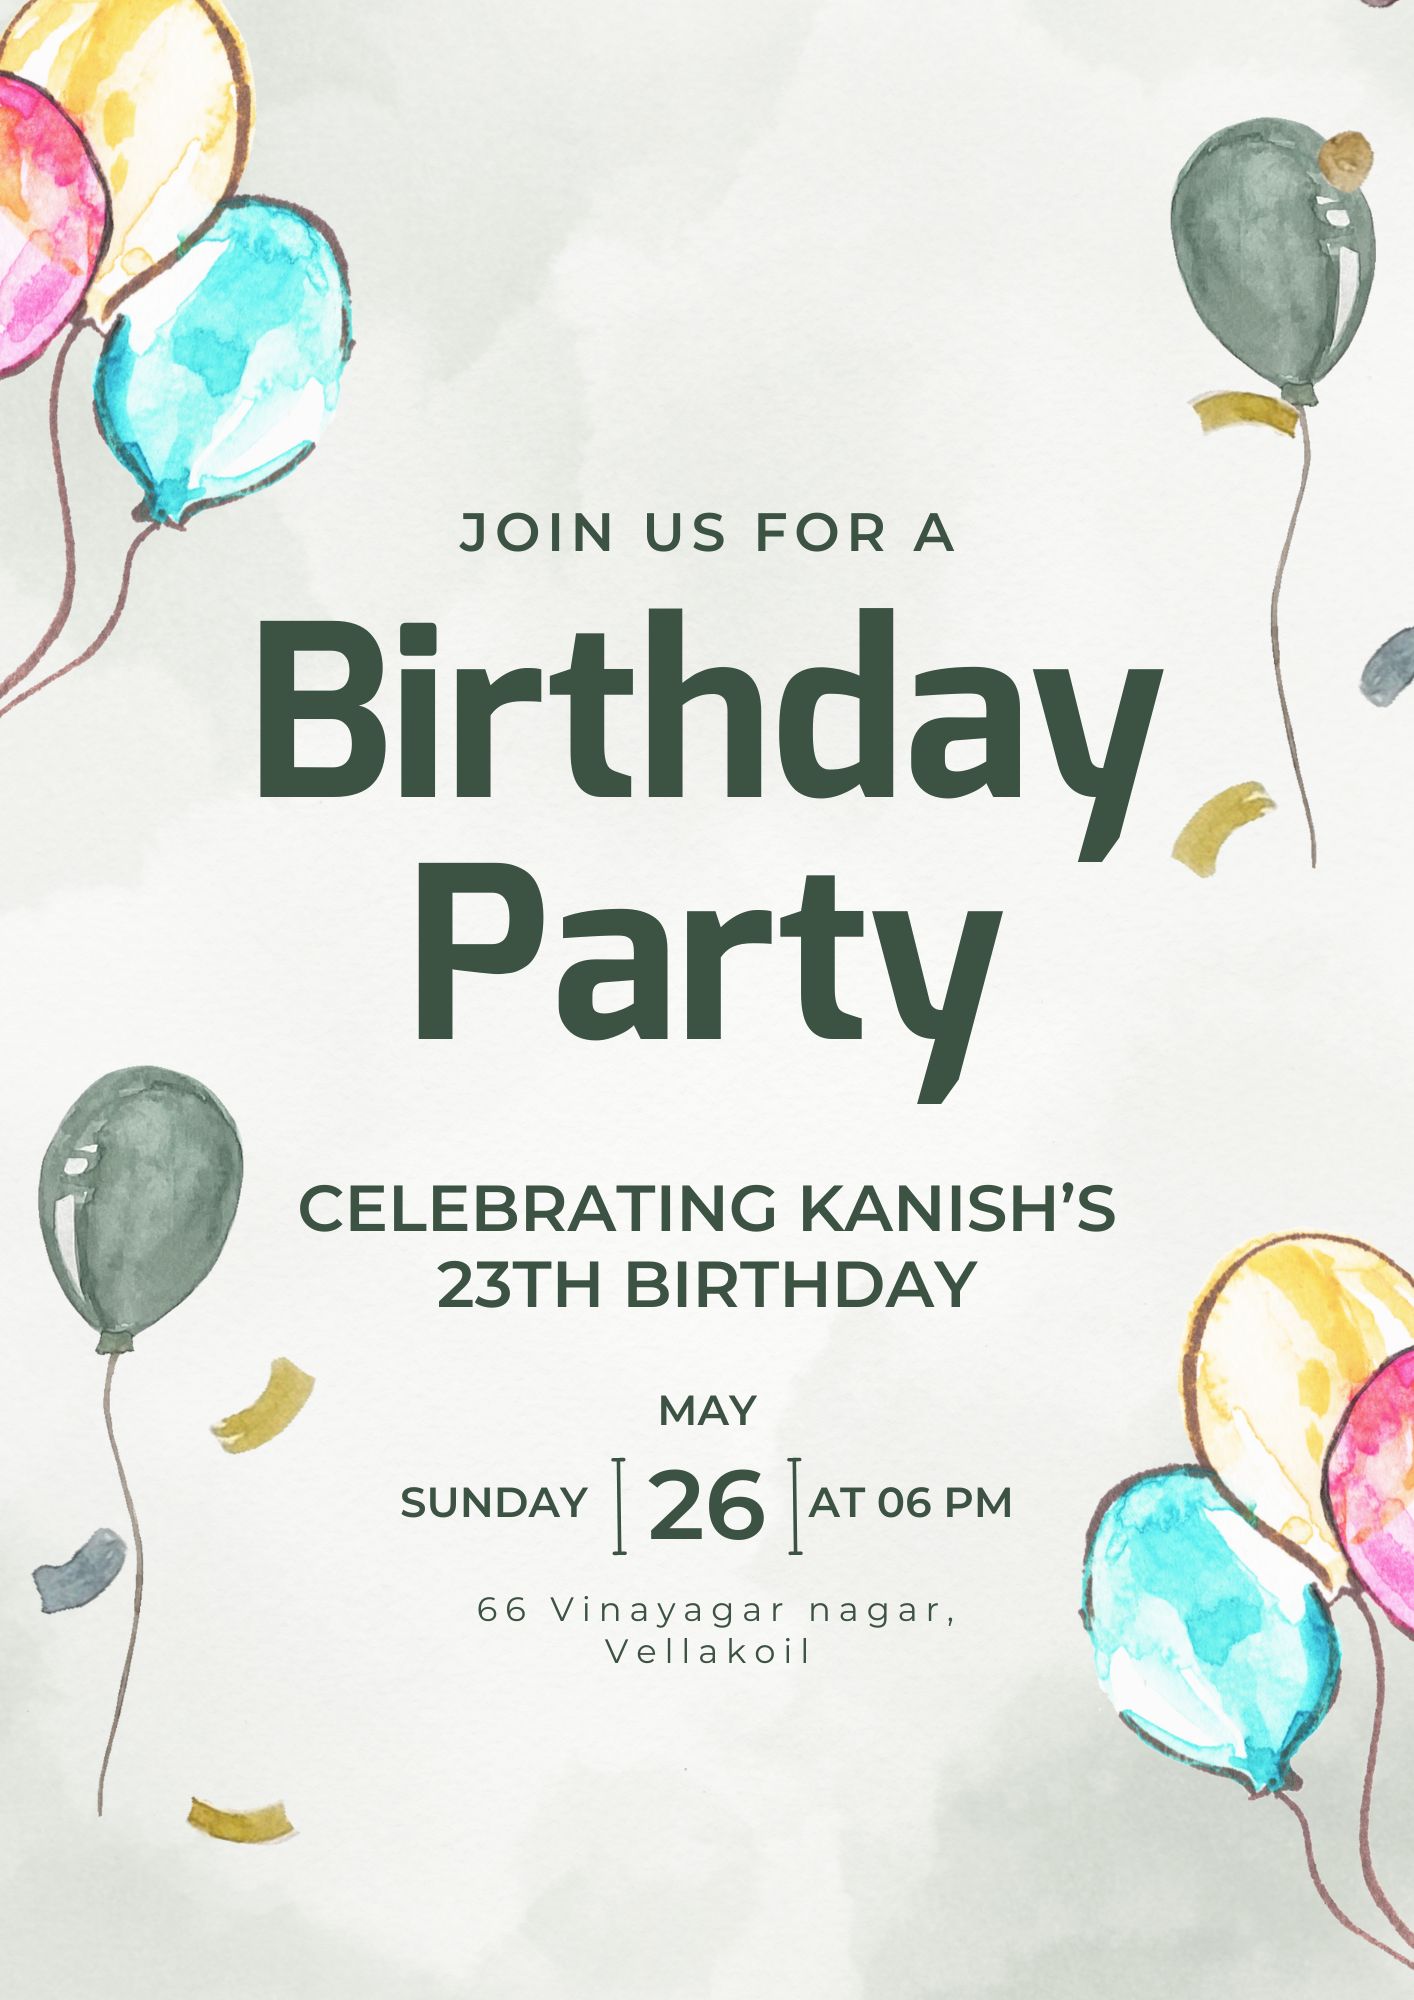 JOIN US FOR A
Birthday
Party
CELEBRATING KANISH’S
23TH BIRTHDAY
MAY
SUNDAY 26 AT 06 PM
66 Vinayagar nagar,
Vellakoil